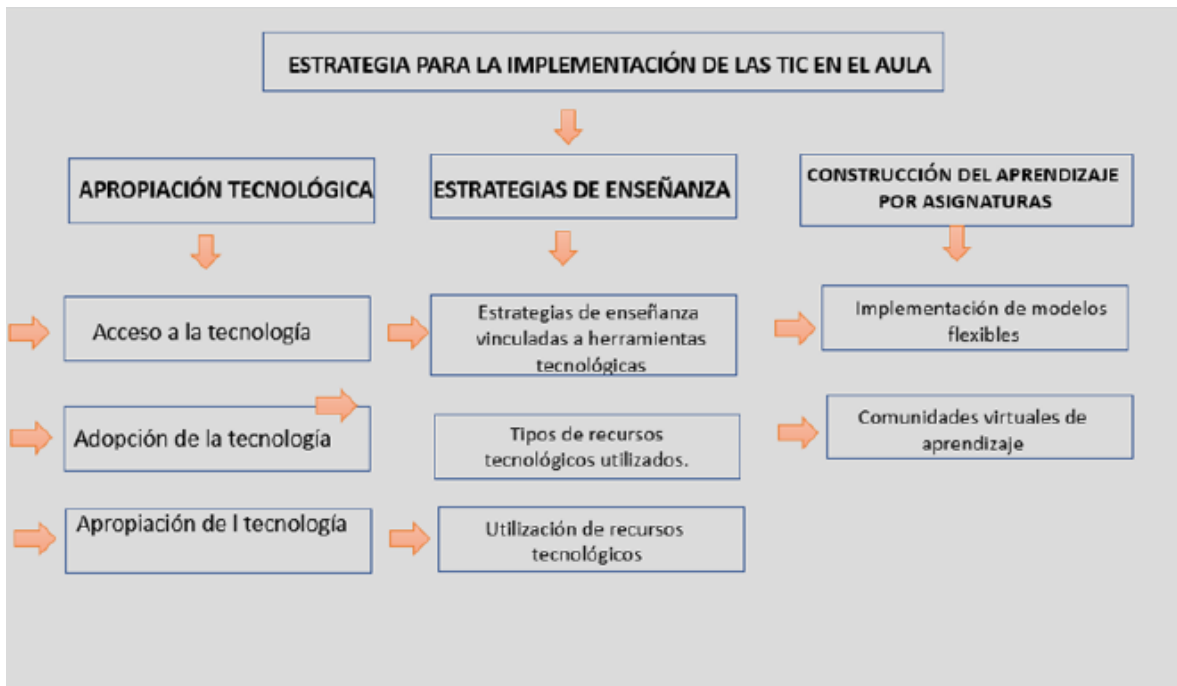 ESTRATEGIA PARA LA IMPLEMENTACIÓN DE LAS TIC EN EL AULA
APROPIACIÓN TECNOLÓGICA
ESTRATEGIAS DE ENSEÑANZA
CONSTRUCCIÓN DEL APRENDIZAJE
POR ASIGNATURAS
Acceso a la tecnología
Estrategias de enseñanza
vinculadas a herramientas
tecnológicas
Implementación de modelos
flexibles
Adopción de la tecnología
Tipos de recursos
tecnológicos utilizados.
Comunidades virtuales de
aprendizaje
Apropiación de l tecnología
Utilización de recursos
tecnológicos